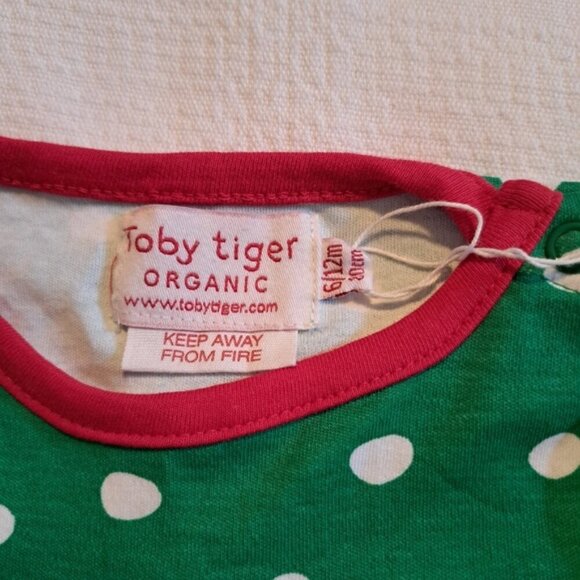 Toby tiger
ORGANIC
www.tobytiger.com
KEEP AWAY
FROM FIRE
6/12m
80cm